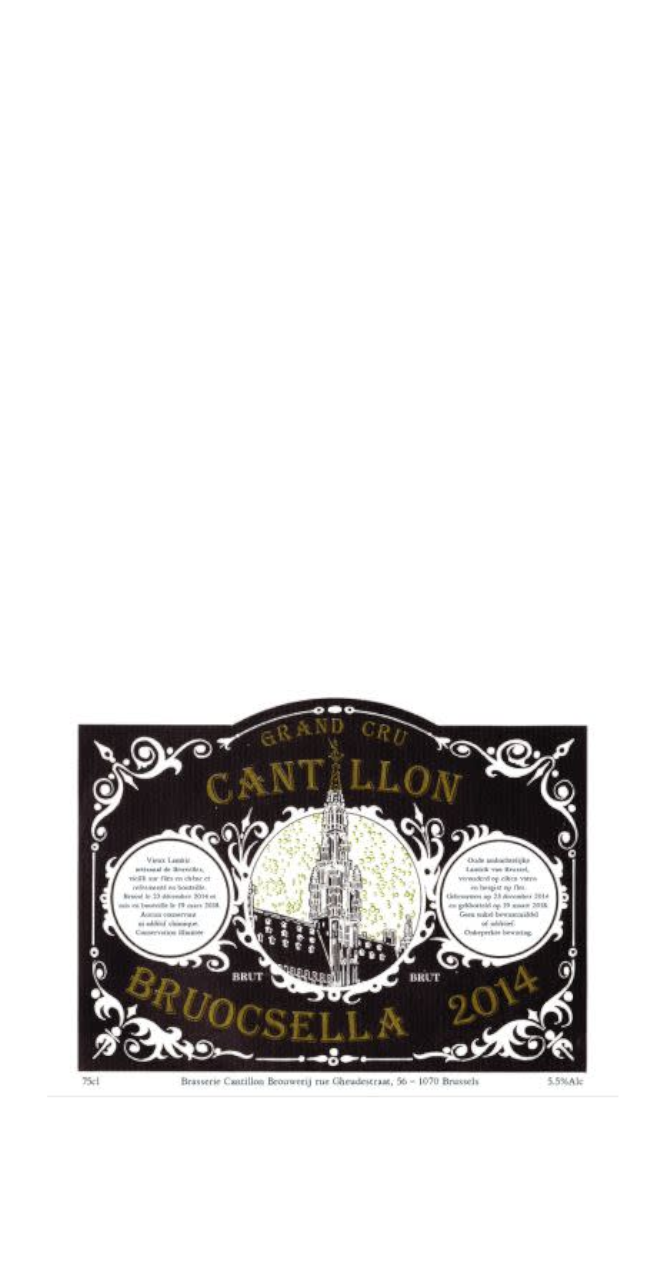 GRAND CRU
CANTILLON
Vieux Lambic
artisanal de Bruxelles,
vieilli sur fûts en chêne et
refermenté en bouteille.
Brassé le 23 décembre 2014 et
mis en bouteille le 19 mars 2018.
Aucun conservant
ni additif chimique.
Conservation illimitée
Oude ambachtelijke
Lambik van Brussel,
verouderd op eiken vaten
en hergist op fles.
Gebrouwen op 23 december 2014
en gebotteld op 19 maart 2018.
Geen enkel bewaarmiddel
of additief.
Onbeperkte bewaring.
BRUT
BRUT
BRUOCSELLA 2014
75cl
Brasserie Cantillon Brouwerij rue Gheudestraat, 56 – 1070 Brussels
5.5%Alc